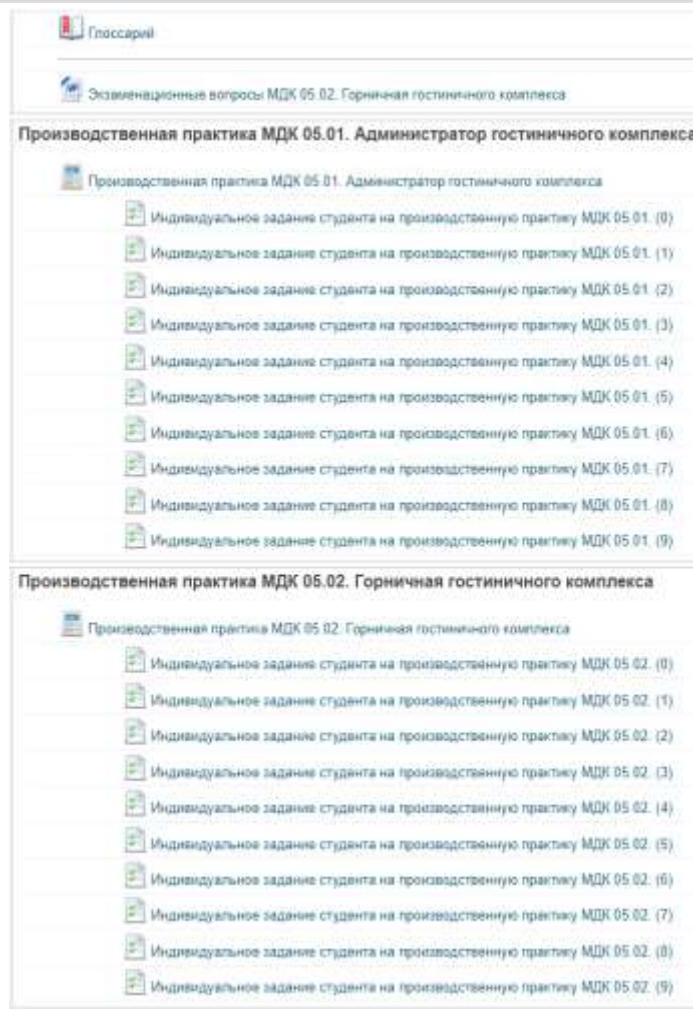 Глоссарий
Экзаменационные вопросы МДК 05.02. Горничная гостиничного комплекса
Производственная практика МДК 05.01. Администратор гостиничного комплекса
Производственная практика МДК 05.01. Администратор гостиничного комплекса
Индивидуальное задание студента на производственную практику МДК 05.01. (0)
Индивидуальное задание студента на производственную практику МДК 05.01. (1)
Индивидуальное задание студента на производственную практику МДК 05.01. (2)
Индивидуальное задание студента на производственную практику МДК 05.01. (3)
Индивидуальное задание студента на производственную практику МДК 05.01. (4)
Индивидуальное задание студента на производственную практику МДК 05.01. (5)
Индивидуальное задание студента на производственную практику МДК 05.01. (6)
Индивидуальное задание студента на производственную практику МДК 05.01. (7)
Индивидуальное задание студента на производственную практику МДК 05.01. (8)
Индивидуальное задание студента на производственную практику МДК 05.01. (9)
Производственная практика МДК 05.02. Горничная гостиничного комплекса
Производственная практика МДК 05.02. Горничная гостиничного комплекса
Индивидуальное задание студента на производственную практику МДК 05.02. (0)
Индивидуальное задание студента на производственную практику МДК 05.02. (1)
Индивидуальное задание студента на производственную практику МДК 05.02. (2)
Индивидуальное задание студента на производственную практику МДК 05.02. (3)
Индивидуальное задание студента на производственную практику МДК 05.02. (4)
Индивидуальное задание студента на производственную практику МДК 05.02. (5)
Индивидуальное задание студента на производственную практику МДК 05.02. (6)
Индивидуальное задание студента на производственную практику МДК 05.02. (7)
Индивидуальное задание студента на производственную практику МДК 05.02. (8)
Индивидуальное задание студента на производственную практику МДК 05.02. (9)